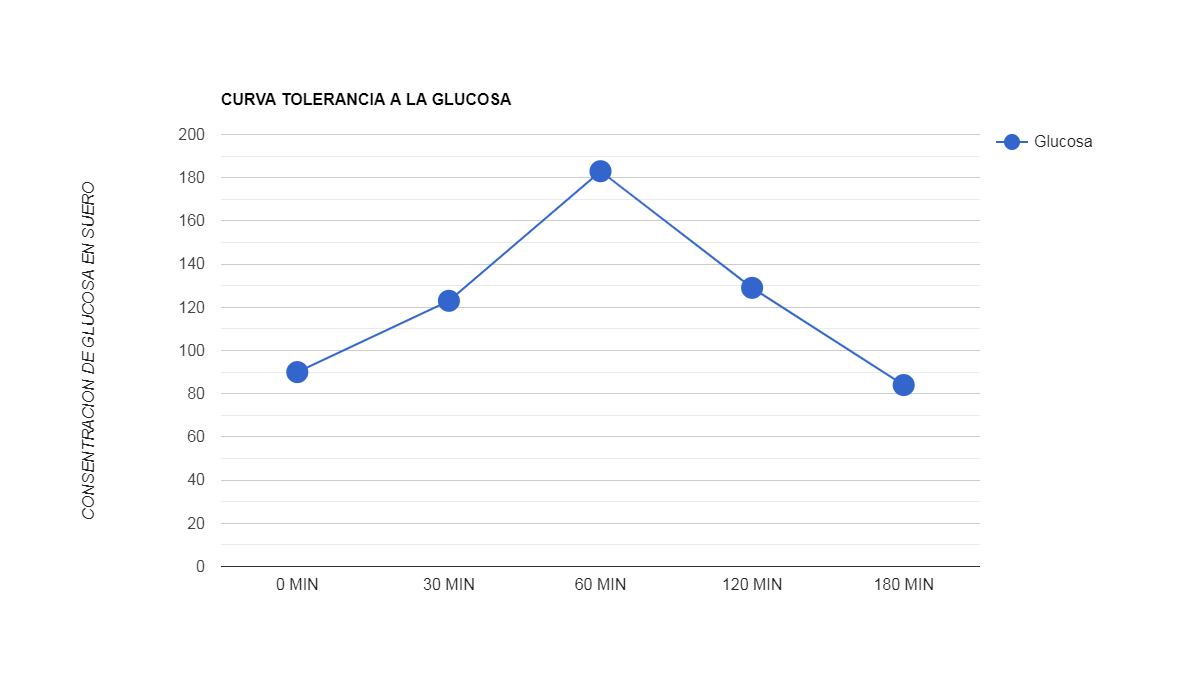 CURVA TOLERANCIA A LA GLUCOSA
Glucosa
CONSENTRACION DE GLUCOSA EN SUERO
200
180
160
140
120
100
80
60
40
20
0
0 MIN
30 MIN
60 MIN
120 MIN
180 MIN